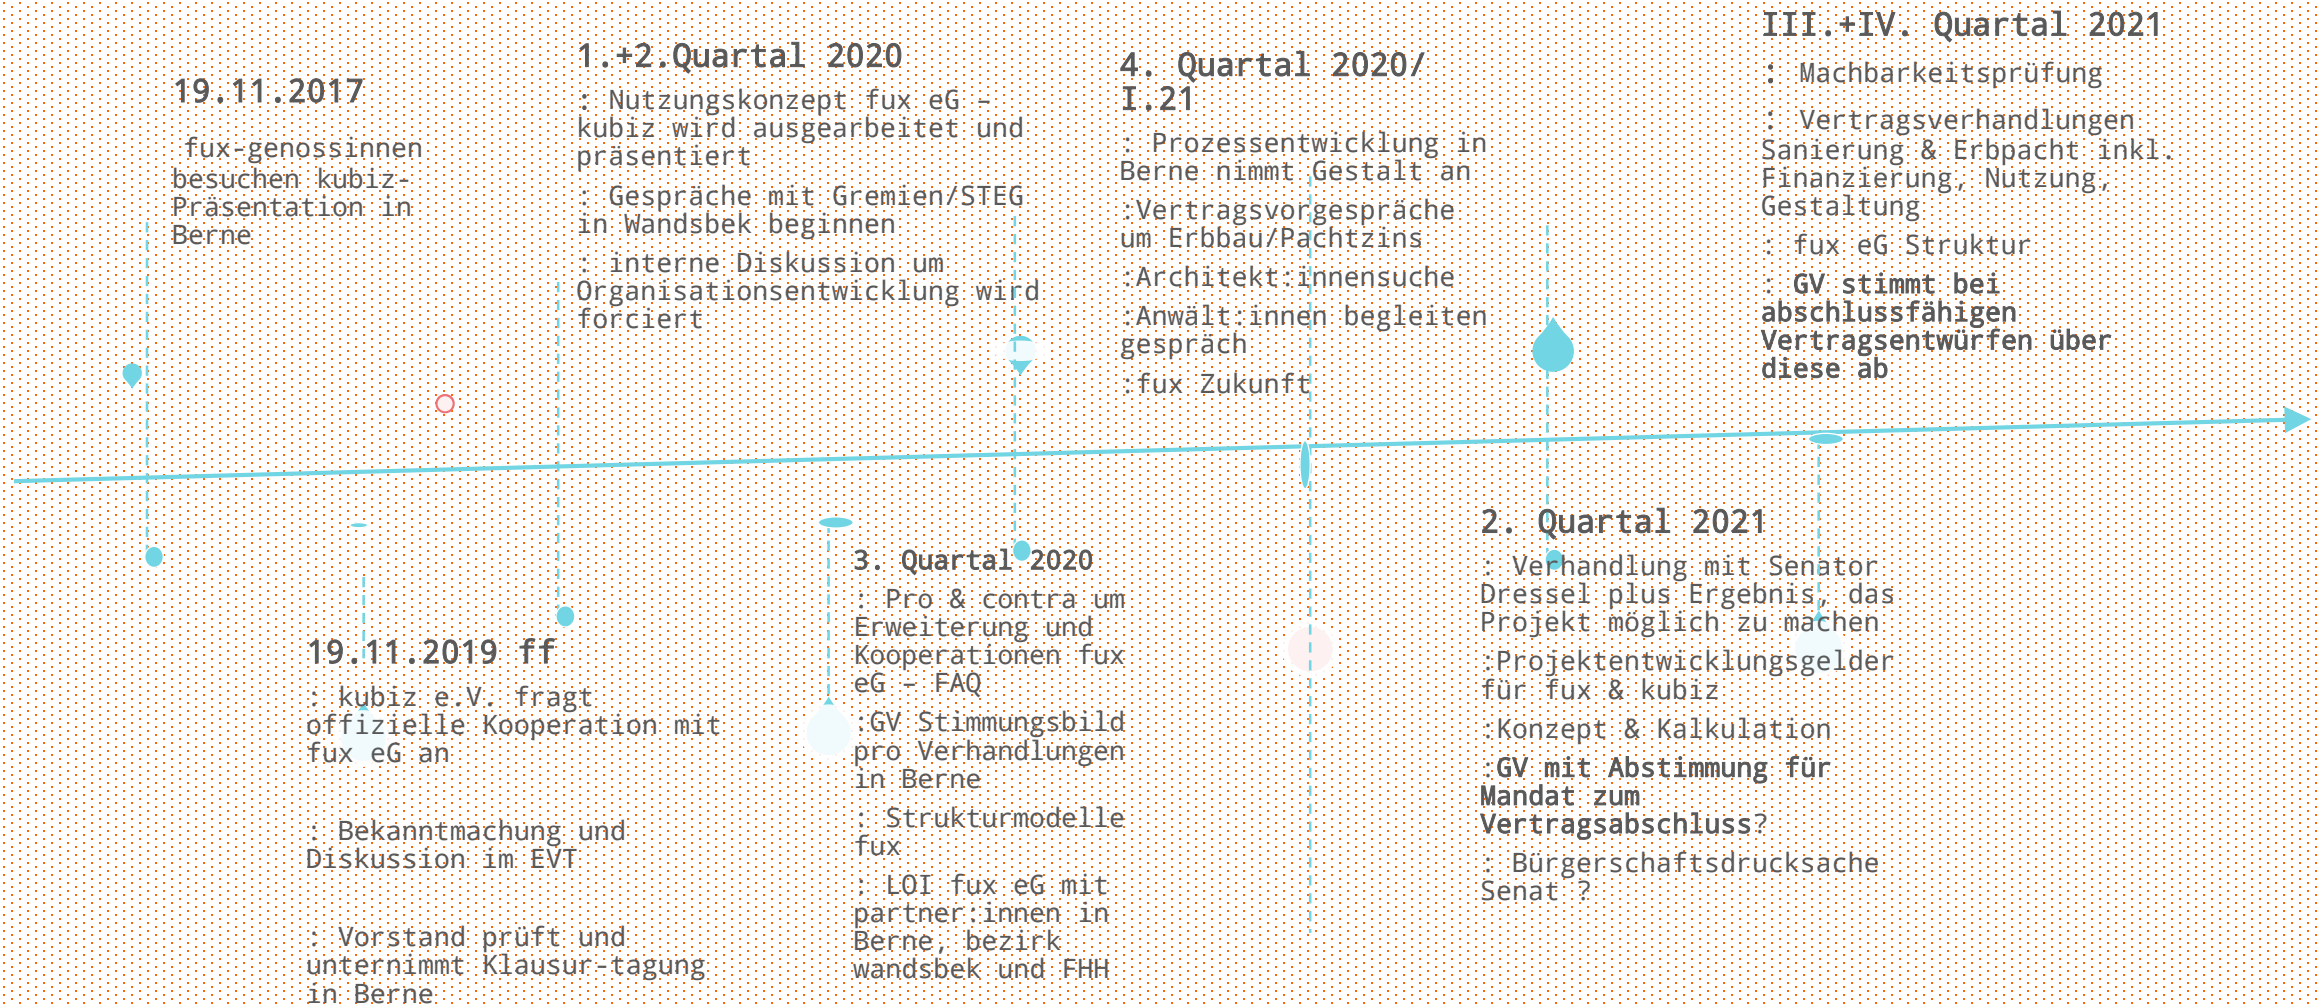 19.11.2017
fux-genossinnen
besuchen kubiz-
Präsentation in
Berne
19.11.2019 ff
: kubiz e.V. fragt
offizielle Kooperation mit
fux eG an
: Bekanntmachung und
Diskussion im EVT
: Vorstand prüft und
unternimmt Klausur-tagung
in Berne
1.+2.Quartal 2020
: Nutzungskonzept fux eG –
kubiz wird ausgearbeitet und
präsentiert
: Gespräche mit Gremien/STEG
in Wandsbek beginnen
: interne Diskussion um
Organisationsentwicklung wird
forciert
3. Quartal 2020
: Pro & contra um
Erweiterung und
Kooperationen fux
eG – FAQ
:GV Stimmungsbild
pro Verhandlungen
in Berne
: Strukturmodelle
fux
: LOI fux eG mit
partner:innen in
Berne, bezirk
wandsbek und FHH
4. Quartal 2020/
I.21
: Prozessentwicklung in
Berne nimmt Gestalt an
:Vertragsvorgespräche
um Erbbau/Pachtzins
:Architekt:innensuche
:Anwält:innen begleiten
gespräch
:fux Zukunft
2. Quartal 2021
: Verhandlung mit Senator
Dressel plus Ergebnis, das
Projekt möglich zu machen
:Projektentwicklungsgelder
für fux & kubiz
:Konzept & Kalkulation
:GV mit Abstimmung für
Mandat zum
Vertragsabschluss?
: Bürgerschaftsdrucksache
Senat ?
III.+IV. Quartal 2021
: Machbarkeitsprüfung
: Vertragsverhandlungen
Sanierung & Erbpacht inkl.
Finanzierung, Nutzung,
Gestaltung
: fux eG Struktur
: GV stimmt bei
abschlussfähigen
Vertragsentwürfen über
diese ab